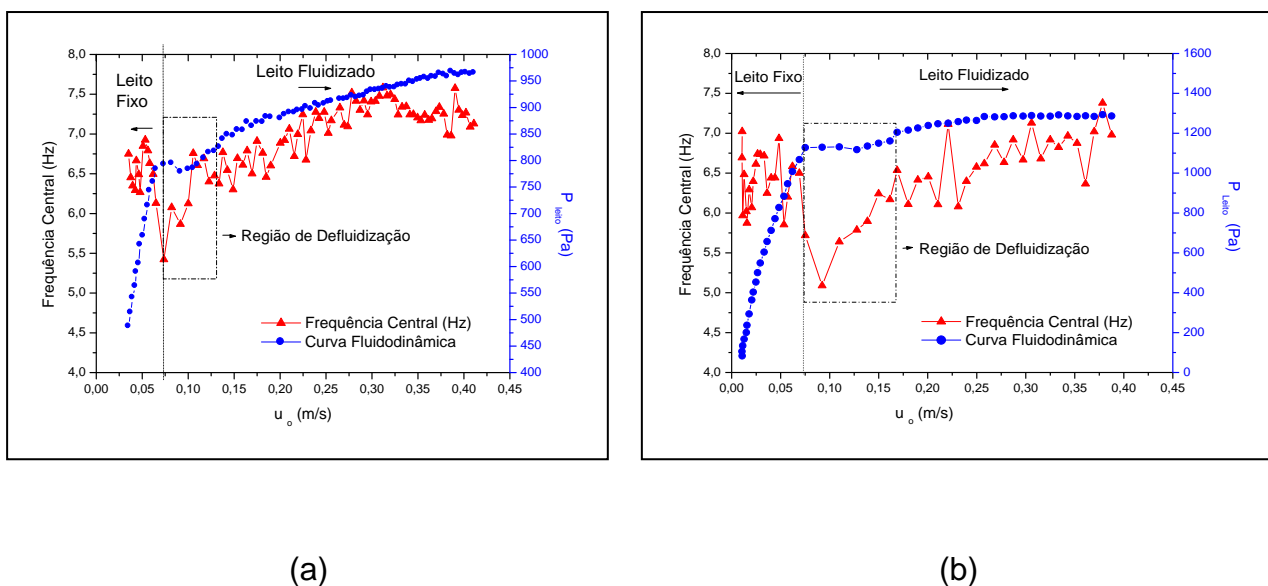 8,0
7,5
7,0
6,5
6,0
5,5
5,0
4,5
4,0
Frequência Central (Hz)
0,00 0,05 0,10 0,15 0,20 0,25 0,30 0,35 0,40 0,45
u o (m/s)
1000
950
900
850
800
750
700
650
600
550
500
450
400
P leito (Pa)
Leito
Fixo
Leito Fluidizado
Região de Defluidização
Frequência Central (Hz)
Curva Fluidodinâmica
(a)
8,0
7,5
7,0
6,5
6,0
5,5
5,0
4,5
4,0
Frequência Central (Hz)
0,00 0,05 0,10 0,15 0,20 0,25 0,30 0,35 0,40 0,45
u o (m/s)
1600
1400
1200
1000
800
600
400
200
0
P Leito (Pa)
Leito Fixo
Leito Fluidizado
Região de Defluidização
Frequência Central (Hz)
Curva Fluidodinâmica
(b)